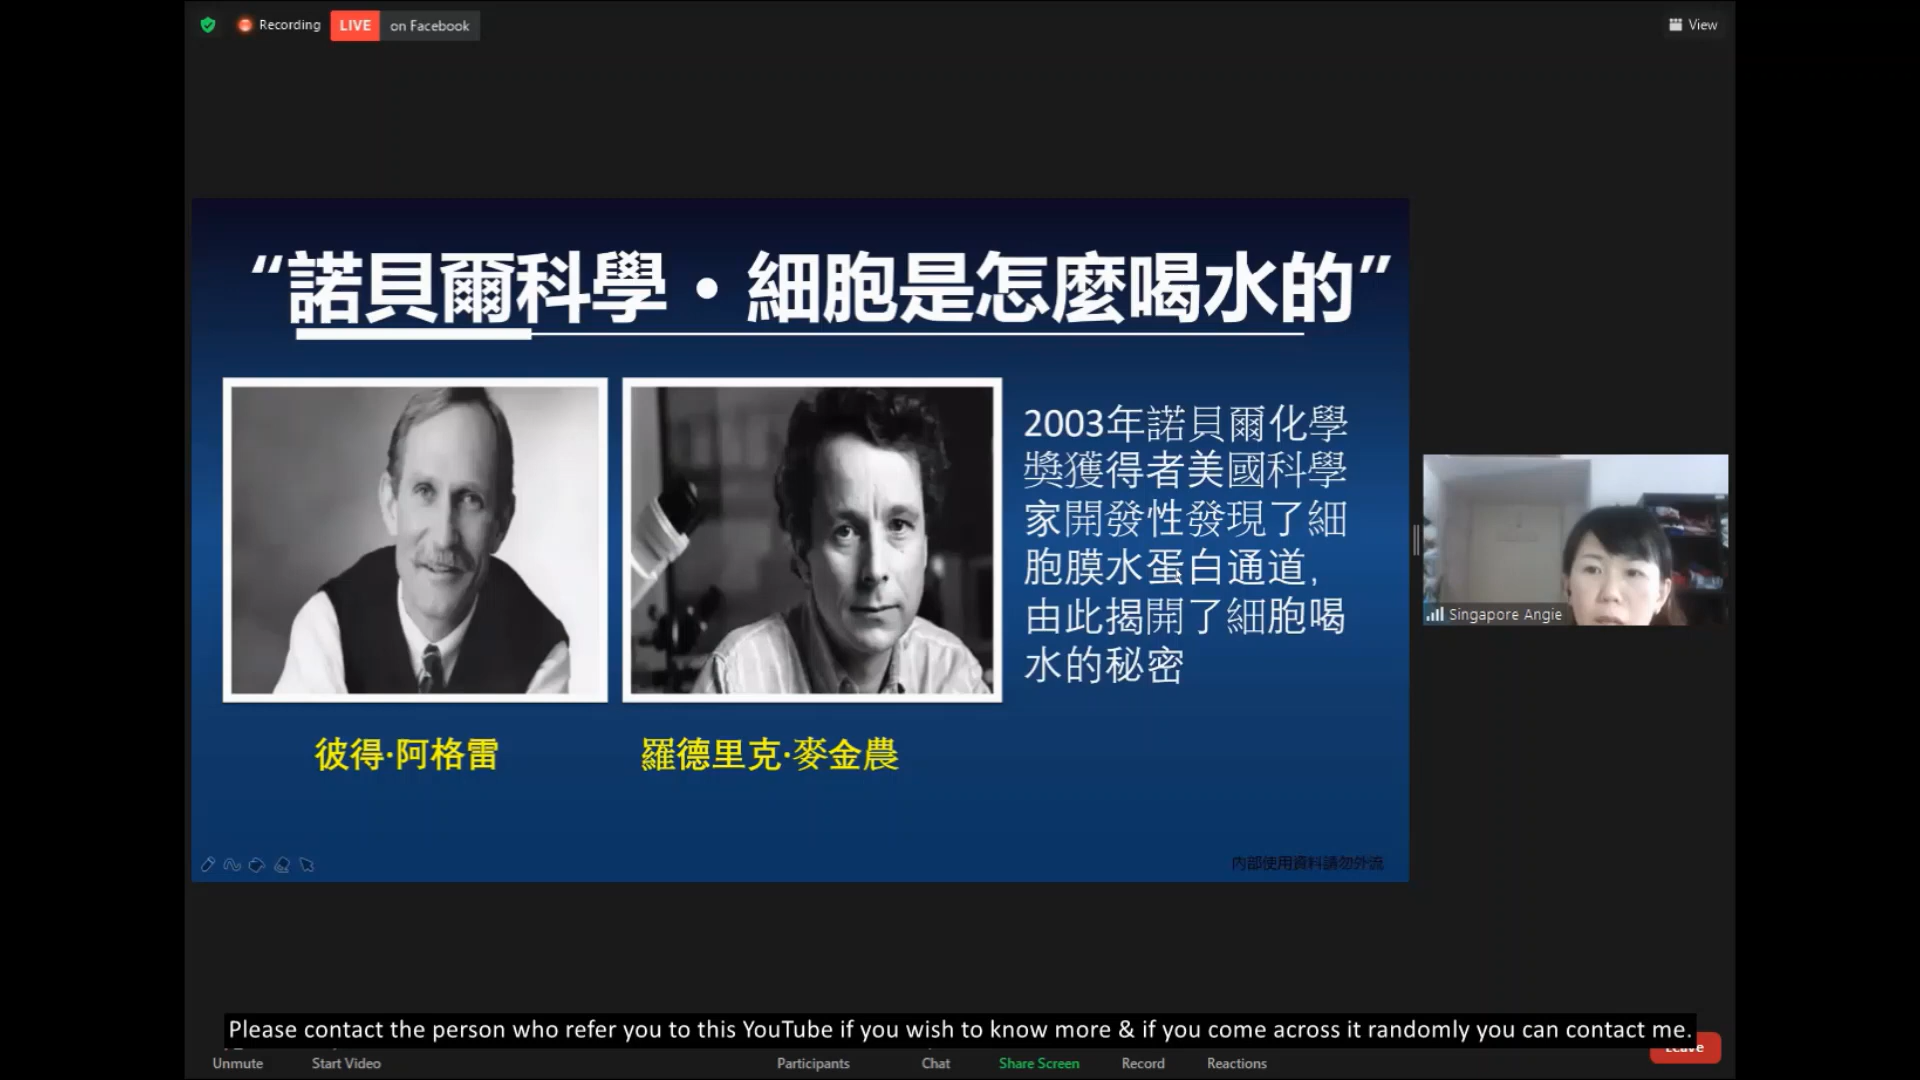 Recording
LIVE on Facebook
View
“諾貝爾科學·細胞是怎麼喝水的”
2003年諾貝爾化學
獎獲得者美國科學
家開發性發現了細
胞膜水蛋白通道,
由此揭開了細胞喝
水的秘密
彼得·阿格雷
羅德里克·麥金農
Singapore Angie
內部使用資料請勿外流
Please contact the person who refer you to this YouTube if you wish to know more & if you come across it randomly you can contact me.
Leave
Unmute
Start Video
Participants
Chat
Share Screen
Record
Reactions